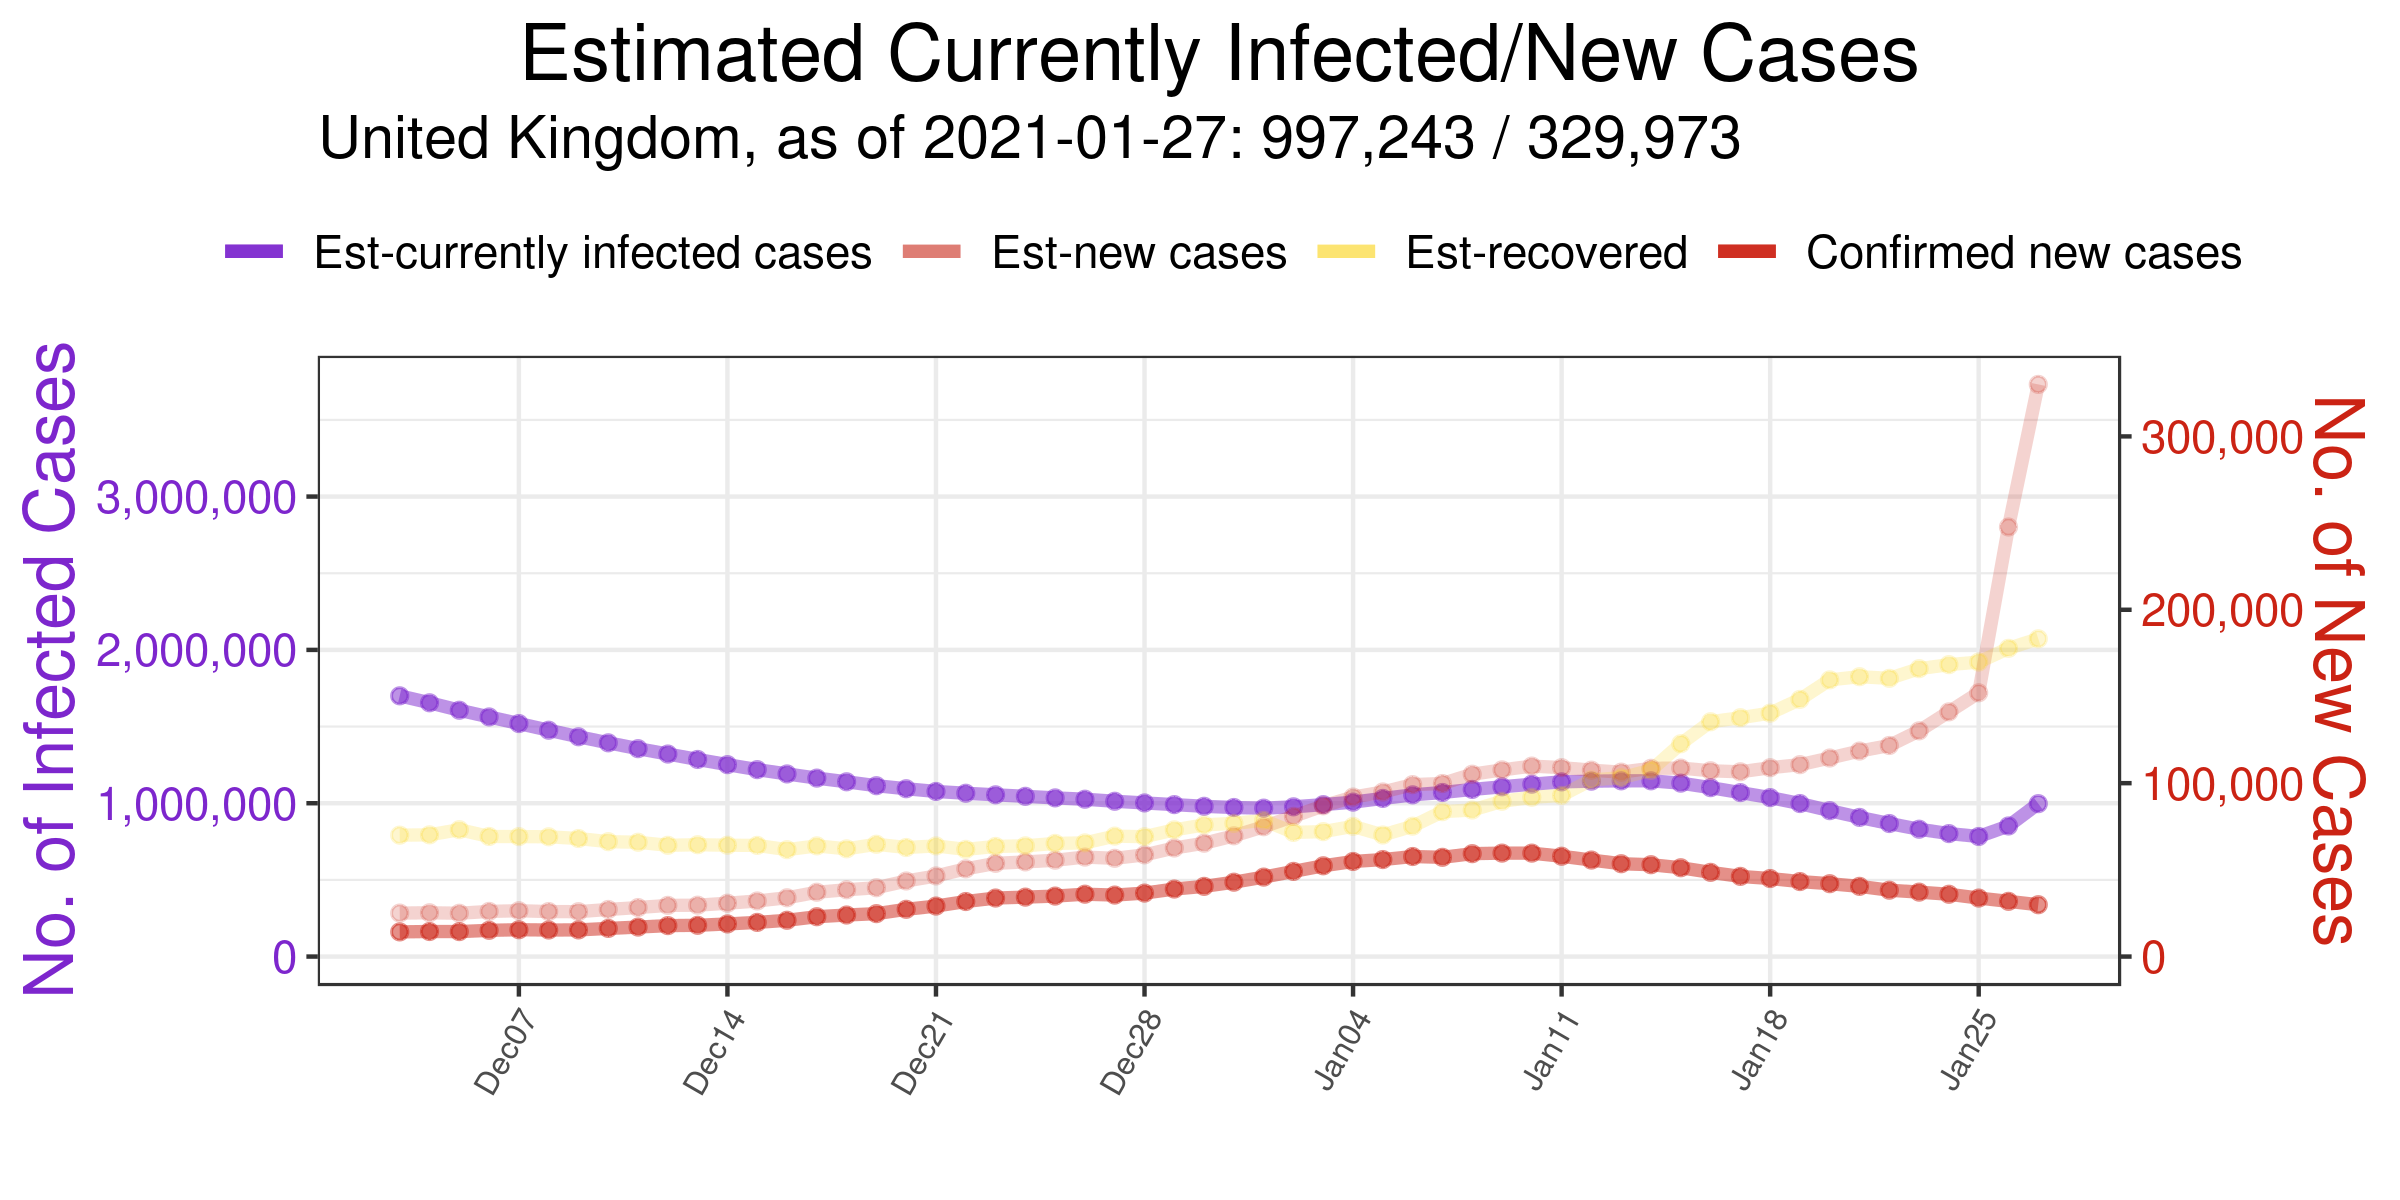 Estimated Currently Infected/New Cases
United Kingdom, as of 2021-01-27: 997,243 / 329,973
Est-currently infected cases Est-new cases Est-recovered Confirmed new cases
No. of Infected Cases
3,000,000
2,000,000
1,000,000
0
300,000
200,000
100,000
0
No. of New Cases
Dec07 Dec14 Dec21 Dec28 Jan04 Jan11 Jan18 Jan25